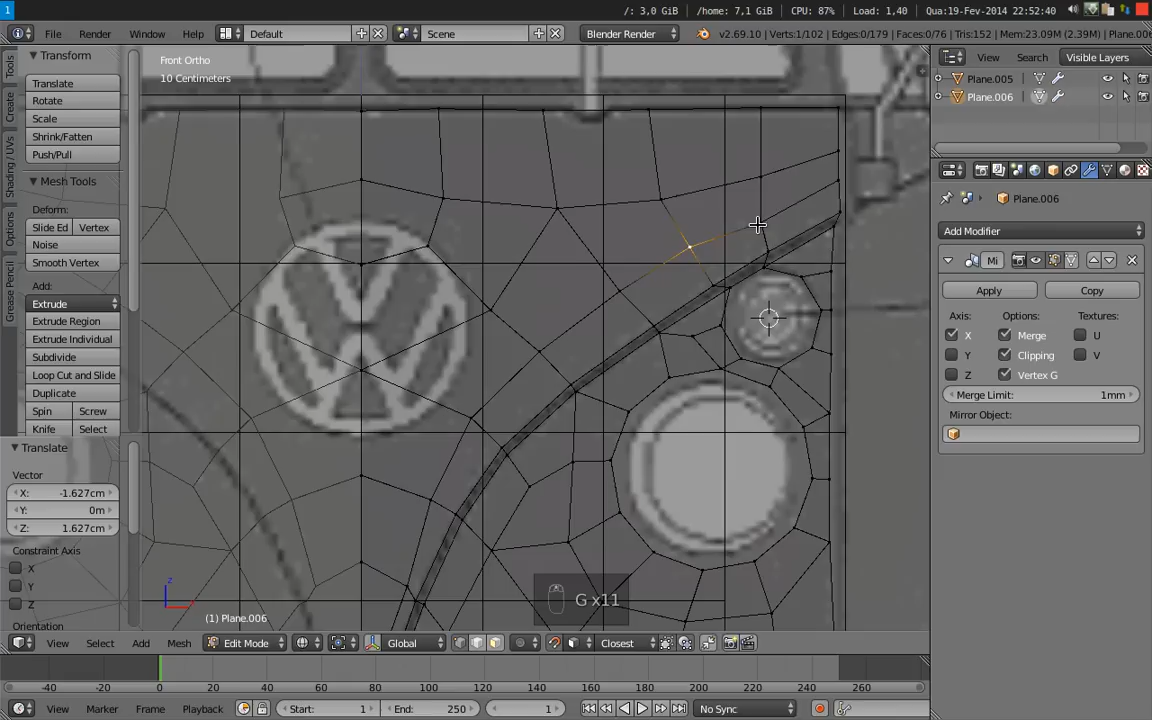 1
/: 3,0 GiB
/home: 7,1 GiB
CPU: 87%
Load: 1,40
Qua:19-Fev-2014 22:52:40
File
Render
Window
Help
Default
Scene
Blender Render
v2.69.10 | Verts:1/102 | Edges:0/179 | Faces:0/76 | Tris:152 | Mem:23.09M (2.39M) | Plane.006
Tools
Create
Shading / UVs
Options
Grease Pencil
Transform
Translate
Rotate
Scale
Shrink/Fatten
Push/Pull
Mesh Tools
Deform:
Slide Ed
Vertex
Noise
Smooth Vertex
Add:
Extrude
Extrude Region
Extrude Individual
Subdivide
Loop Cut and Slide
Duplicate
Spin
Screw
Knife
Select
Translate
Vector
X: -1.627cm
Y: 0m
Z: 1.627cm
Constraint Axis
X
Y
Z
Orientation
Front Ortho
10 Centimeters
G x11
z
(1) Plane.006
View
Select
Add
Mesh
Edit Mode
Global
Closest
View
Search
Visible Layers
Plane.005
Plane.006
Plane.006
Add Modifier
Mi
Apply
Copy
Axis:
Options:
Textures:
X
Merge
U
Y
Clipping
V
Z
Vertex G
Merge Limit: 1mm
Mirror Object:
-40
-20
0
20
40
60
80
100
120
140
160
180
200
220
240
260
View
Marker
Frame
Playback
Start: 1
End: 250
1
No Sync